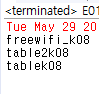 <terminated> E01
Tue May 29 20
freewifi_k08
table2k08
tablek08